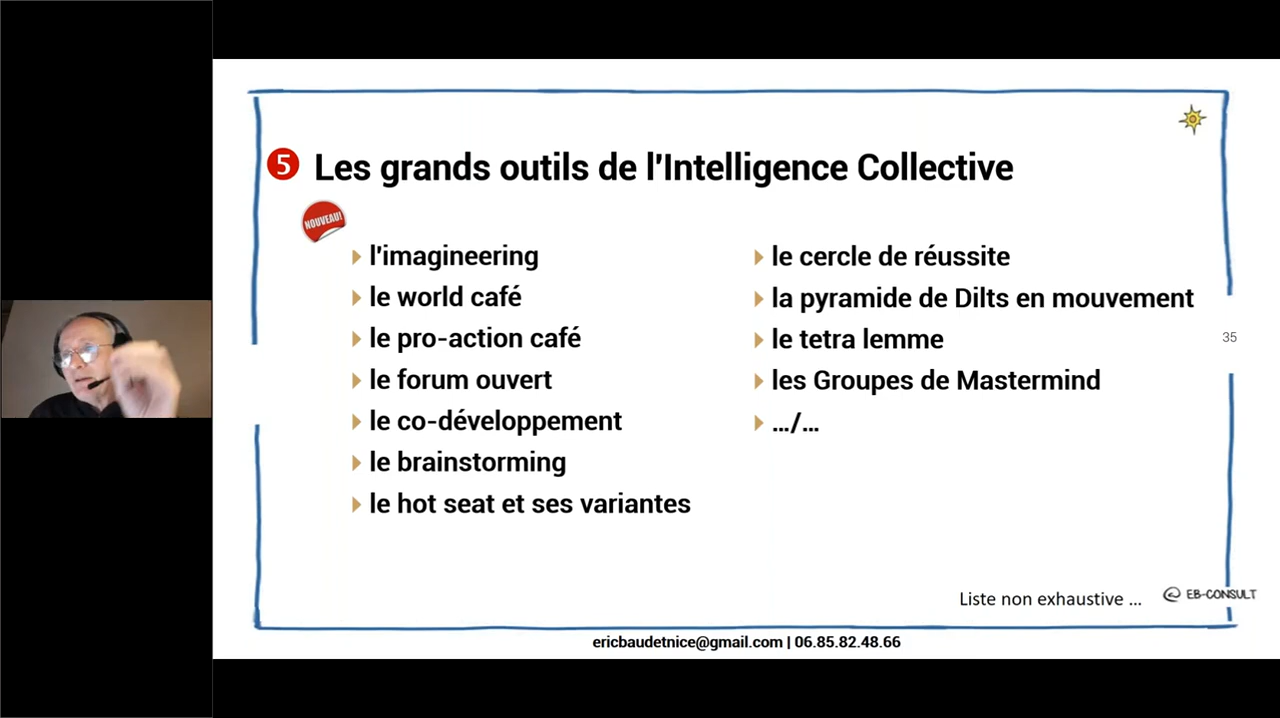 5 Les grands outils de l'Intelligence Collective
NOUVEAU!
l'imagineering
le world café
le pro-action café
le forum ouvert
le co-développement
le brainstorming
le hot seat et ses variantes
le cercle de réussite
la pyramide de Dilts en mouvement
le tetra lemme
les Groupes de Mastermind
.../...
35
Liste non exhaustive ...
@ EB-CONSULT
ericbaudetnice@gmail.com | 06.85.82.48.66